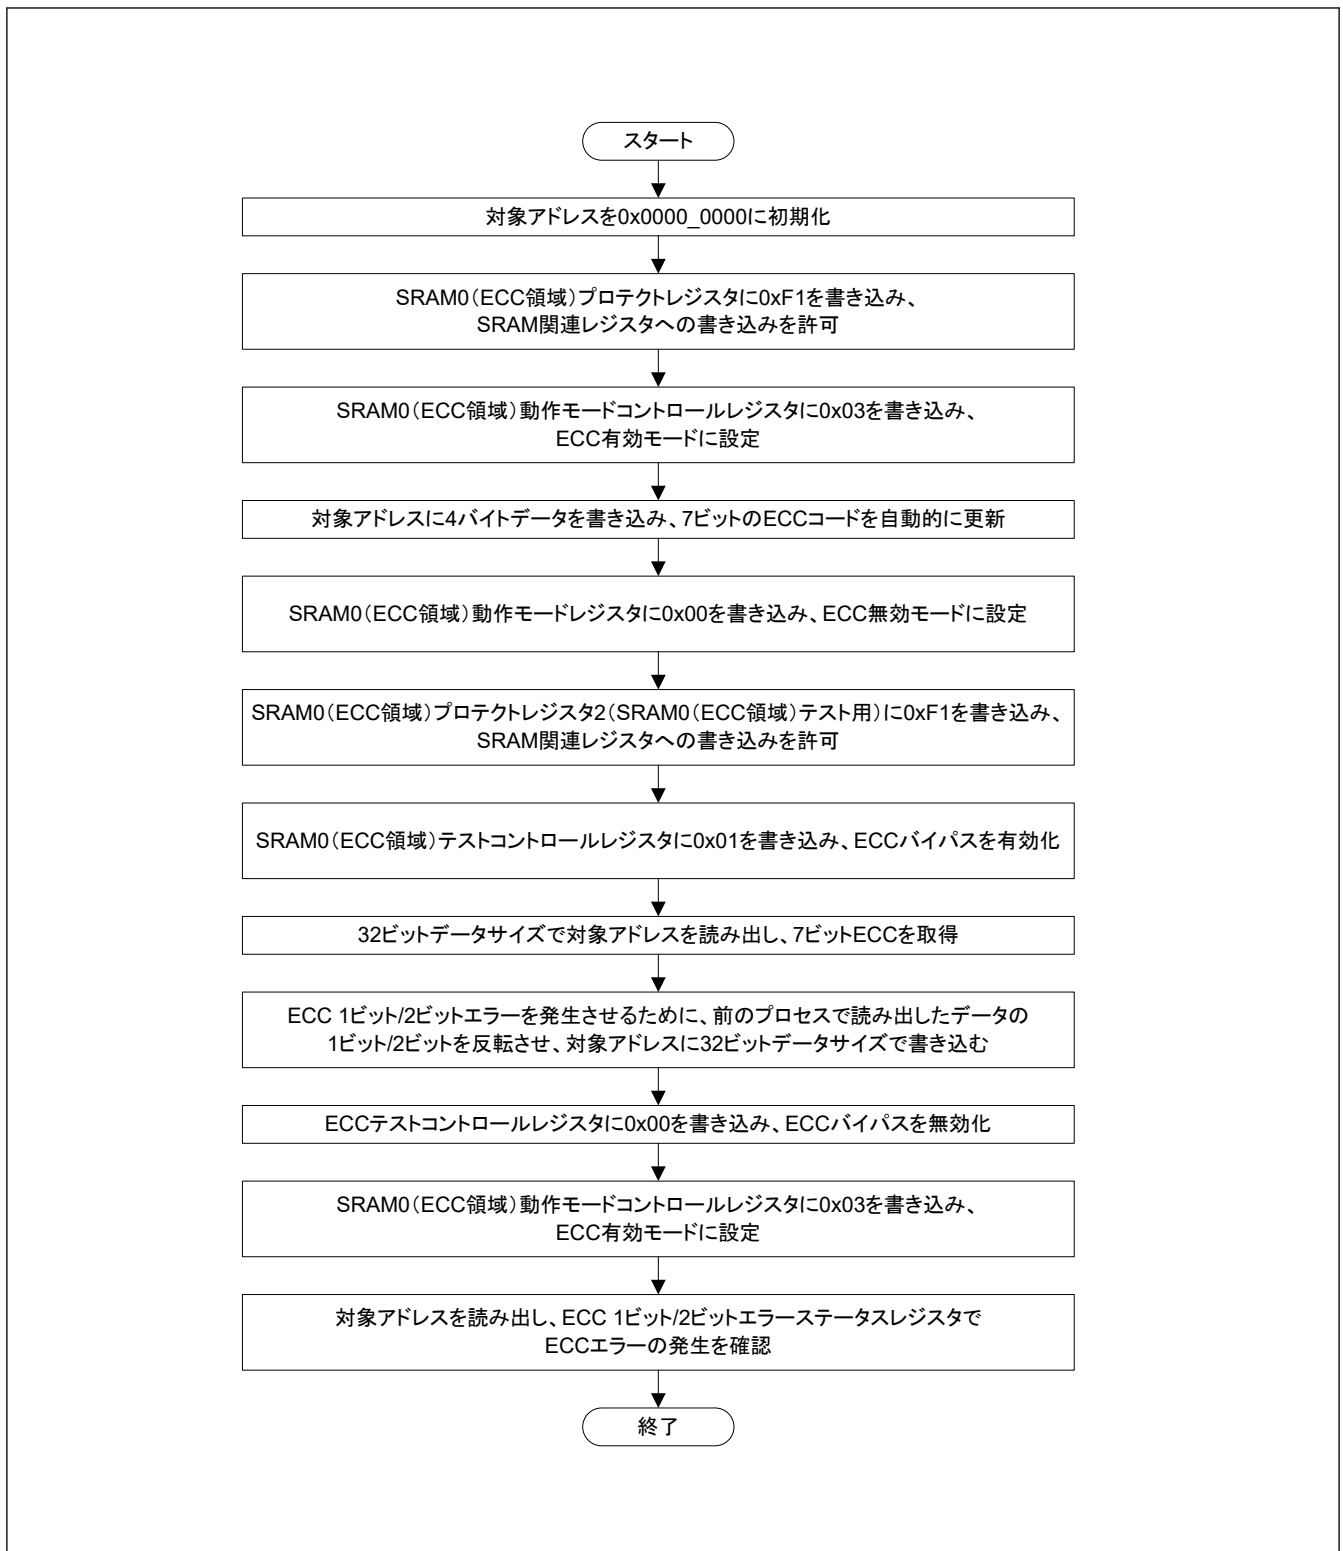 スタート
対象アドレスを0x0000_0000に初期化
SRAM0(ECC領域)プロテクトレジスタに0xF1を書き込み、
SRAM関連レジスタへの書き込みを許可
SRAM0(ECC領域)動作モードコントロールレジスタに0x03を書き込み、
ECC有効モードに設定
対象アドレスに4バイトデータを書き込み、7ビットのECCコードを自動的に更新
SRAM0(ECC領域)動作モードレジスタに0x00を書き込み、ECC無効モードに設定
SRAM0(ECC領域)プロテクトレジスタ2(SRAM0(ECC領域)テスト用)に0xF1を書き込み、
SRAM関連レジスタへの書き込みを許可
SRAM0(ECC領域)テストコントロールレジスタに0x01を書き込み、ECCバイパスを有効化
32ビットデータサイズで対象アドレスを読み出し、7ビットECCを取得
ECC 1ビット/2ビットエラーを発生させるために、前のプロセスで読み出したデータの
1ビット/2ビットを反転させ、対象アドレスに32ビットデータサイズで書き込む
ECCテストコントロールレジスタに0x00を書き込み、ECCバイパスを無効化
SRAM0(ECC領域)動作モードコントロールレジスタに0x03を書き込み、
ECC有効モードに設定
対象アドレスを読み出し、ECC 1ビット/2ビットエラーステータスレジスタで
ECCエラーの発生を確認
終了